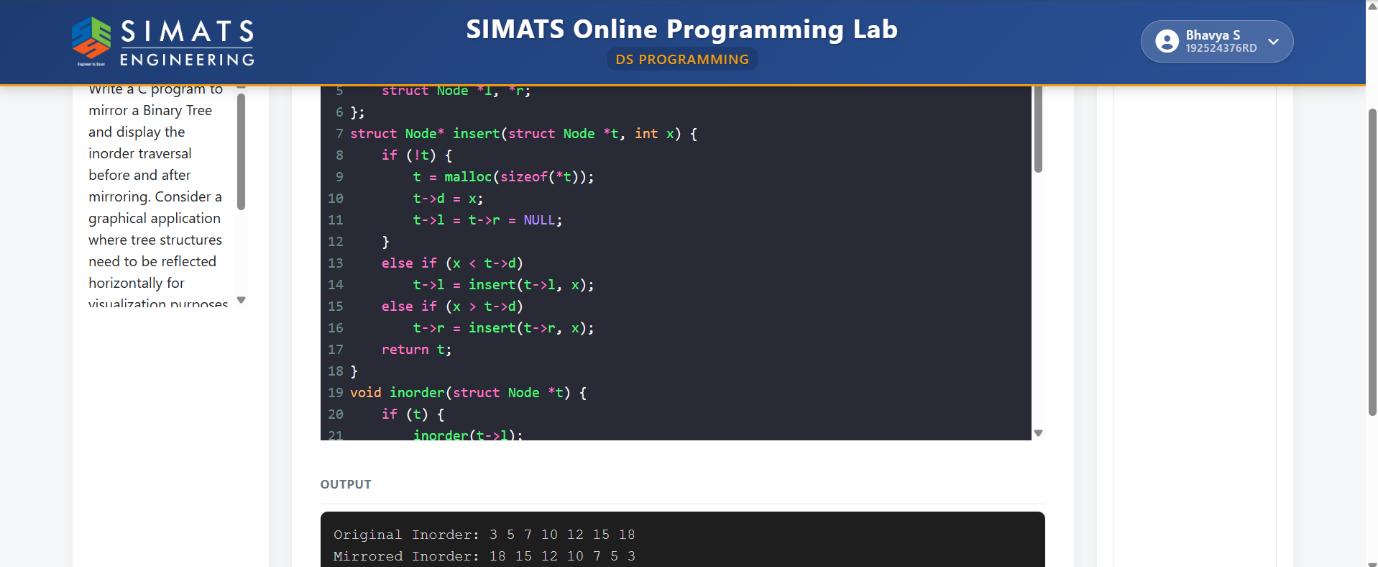 SIMATS
ENGINEERING
Engineer to Excel
SIMATS Online Programming Lab
DS PROGRAMMING
Bhavya S
192524376RD
Write a C program to
mirror a Binary Tree
and display the
inorder traversal
before and after
mirroring. Consider a
graphical application
where tree structures
need to be reflected
horizontally for
visualization purposes
5 struct Node *l, *r;
6 };
7 struct Node* insert(struct Node *t, int x) {
8 if (!t) {
9 t = malloc(sizeof(*t));
10 t->d = x;
11 t->l = t->r = NULL;
12 }
13 else if (x < t->d)
14 t->l = insert(t->l, x);
15 else if (x > t->d)
16 t->r = insert(t->r, x);
17 return t;
18 }
19 void inorder(struct Node *t) {
20 if (t) {
21 inorder(t->l);
OUTPUT
Original Inorder: 3 5 7 10 12 15 18
Mirrored Inorder: 18 15 12 10 7 5 3